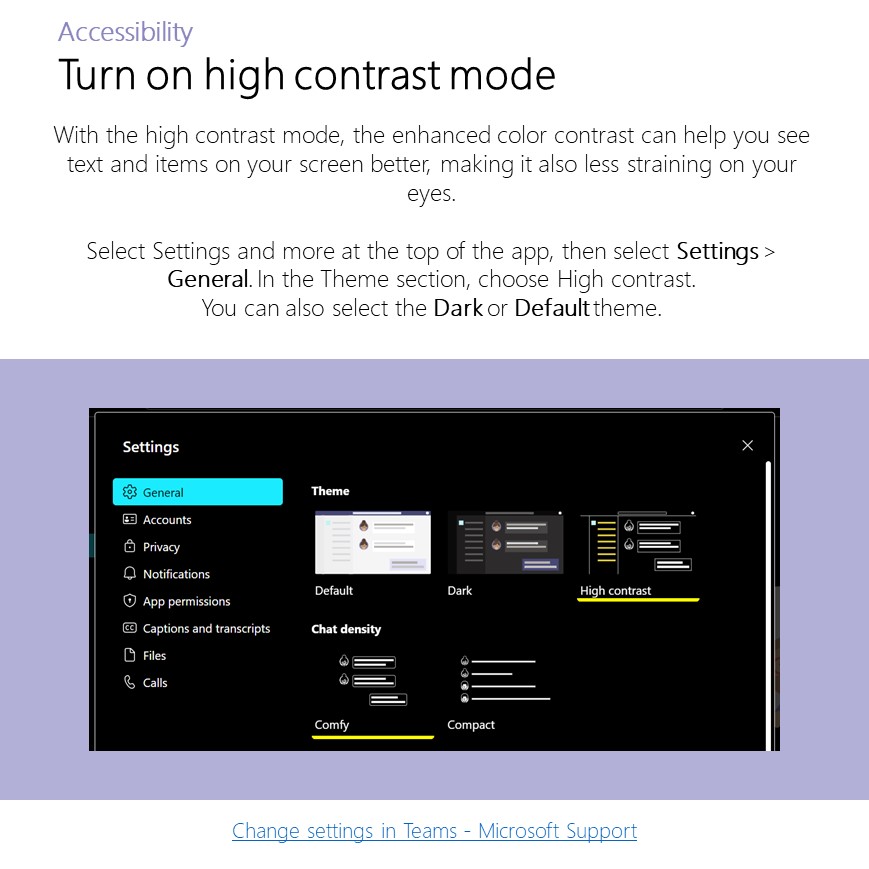 Accessibility
Turn on high contrast mode
With the high contrast mode, the enhanced color contrast can help you see
text and items on your screen better, making it also less straining on your
eyes.
Select Settings and more at the top of the app, then select Settings >
General. In the Theme section, choose High contrast.
You can also select the Dark or Default theme.
Settings
General
Accounts
Privacy
Notifications
App permissions
Captions and transcripts
Files
Calls
Theme
Default
Dark
High contrast
Chat density
Comfy
Compact
Change settings in Teams - Microsoft Support